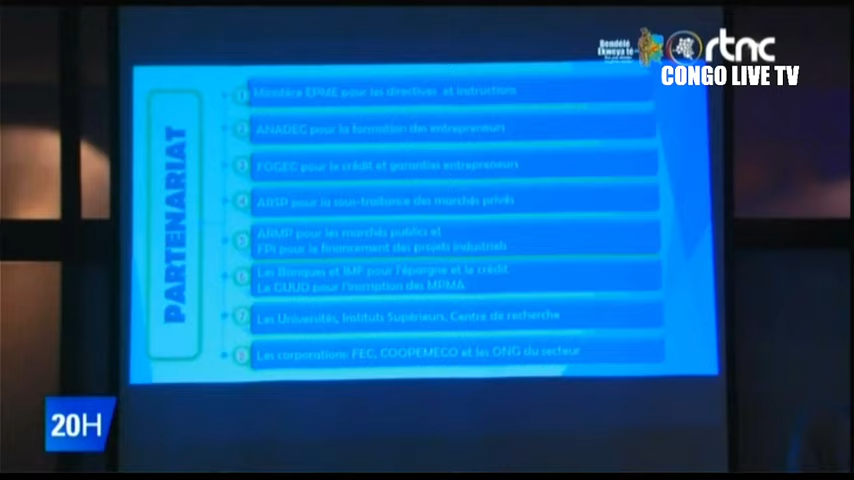 Bendélé
Ekweya té
rtnc
CONGO LIVE TV
PARTENARIAT
1 Ministère EPME pour les directives et instructions
2 ANADEC pour la formation des entrepreneurs
3 FOGEC pour le crédit et garanties entrepreneurs
4 ARSP pour la sous-traitance des marchés privés
5 ARMP pour les marchés publics et
FPI pour le financement des projets industriels
6 Les Banques et IMF pour l'épargne et le crédit
Le GUUD pour l'inscription des MPMA
7 Les Universités, Instituts Supérieurs, Centre de recherche
8 Les corporations: FEC, COOPEMECO et les ONG du secteur
20H